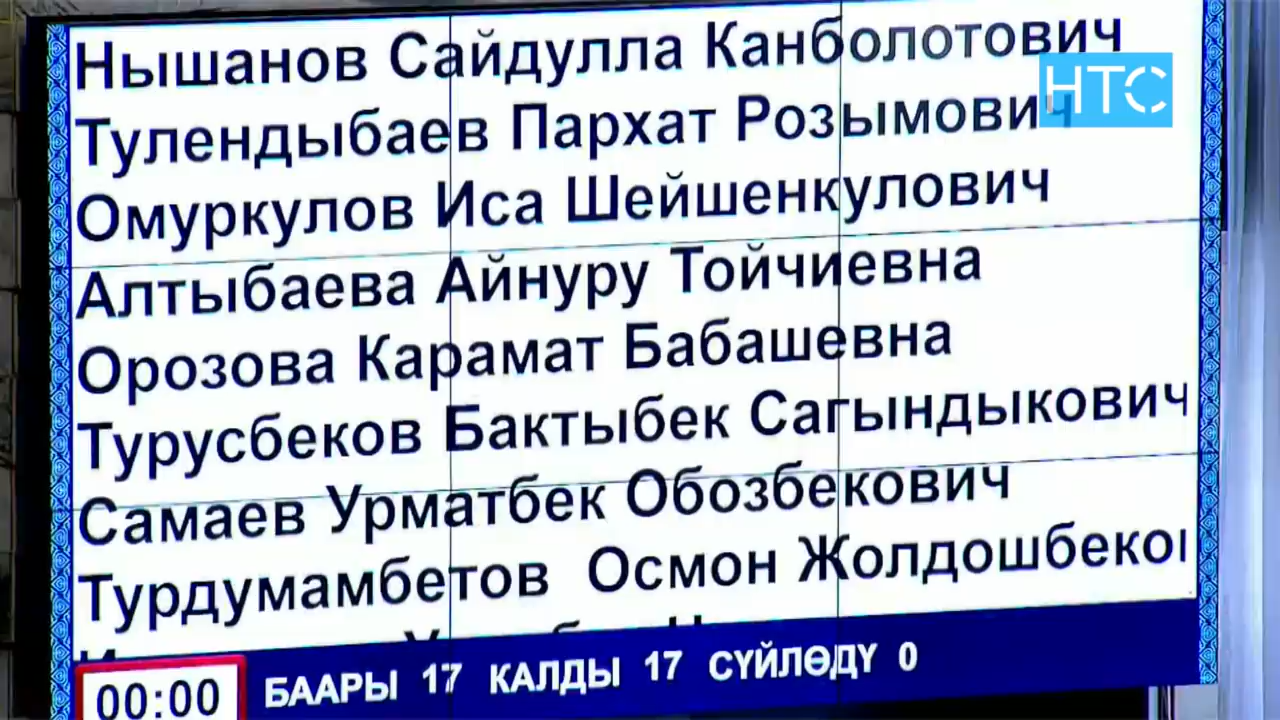 Нышанов Сайдулла Канболотович
НТС
Тулендыбаев Пархат Розымович
Омуркулов Иса Шейшенкулович
Алтыбаева Айнуру Тойчиевна
Орозова Карамат Бабашевна
Турусбеков Бактыбек Сагындыкович
Самаев Урматбек Обозбекович
Турдумамбетов Осмон Жолдошбеко
00:00 БААРЫ 17 КАЛДЫ 17 СҮЙЛӨДҮ 0